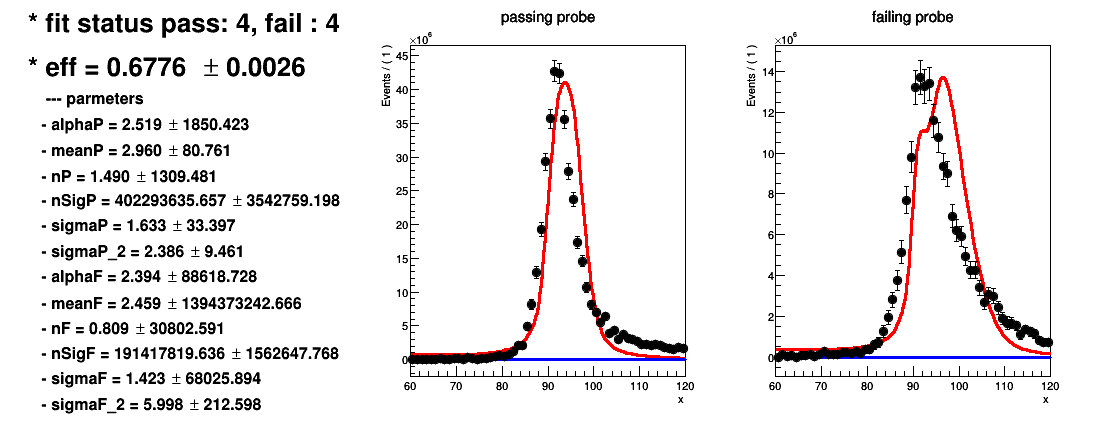 * fit status pass: 4, fail : 4
* eff = 0.6776 ± 0.0026
--- parmeters
- alphaP = 2.519 ± 1850.423
- meanP = 2.960 ± 80.761
- nP = 1.490 ± 1309.481
- nSigP = 402293635.657 ± 3542759.198
- sigmaP = 1.633 ± 33.397
- sigmaP_2 = 2.386 ± 9.461
- alphaF = 2.394 ± 88618.728
- meanF = 2.459 ± 1394373242.666
- nF = 0.809 ± 30802.591
- nSigF = 191417819.636 ± 1562647.768
- sigmaF = 1.423 ± 68025.894
- sigmaF_2 = 5.998 ± 212.598
passing probe
×10⁶
Events / ( 1 )
45
40
35
30
25
20
15
10
5
0
60 70 80 90 100 110 120
x
failing probe
×10⁶
Events / ( 1 )
14
12
10
8
6
4
2
0
60 70 80 90 100 110 120
x